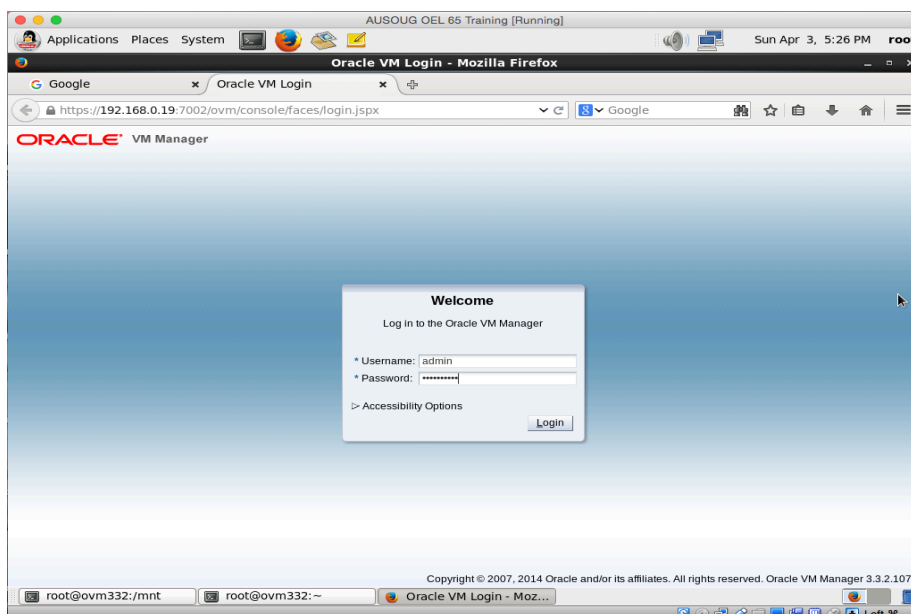 AUSOUG OEL 65 Training [Running]
Applications Places System Sun Apr 3, 5:26 PM roo
Oracle VM Login - Mozilla Firefox
Google Oracle VM Login
https://192.168.0.19:7002/ovm/console/faces/login.jspx Google
ORACLE VM Manager
Welcome
Log in to the Oracle VM Manager
* Username: admin
* Password: ••••••••••
Accessibility Options
Login
Copyright © 2007, 2014 Oracle and/or its affiliates. All rights reserved. Oracle VM Manager 3.3.2.107
root@ovm332:/mnt root@ovm332:~ Oracle VM Login - Moz...
Left ⌘